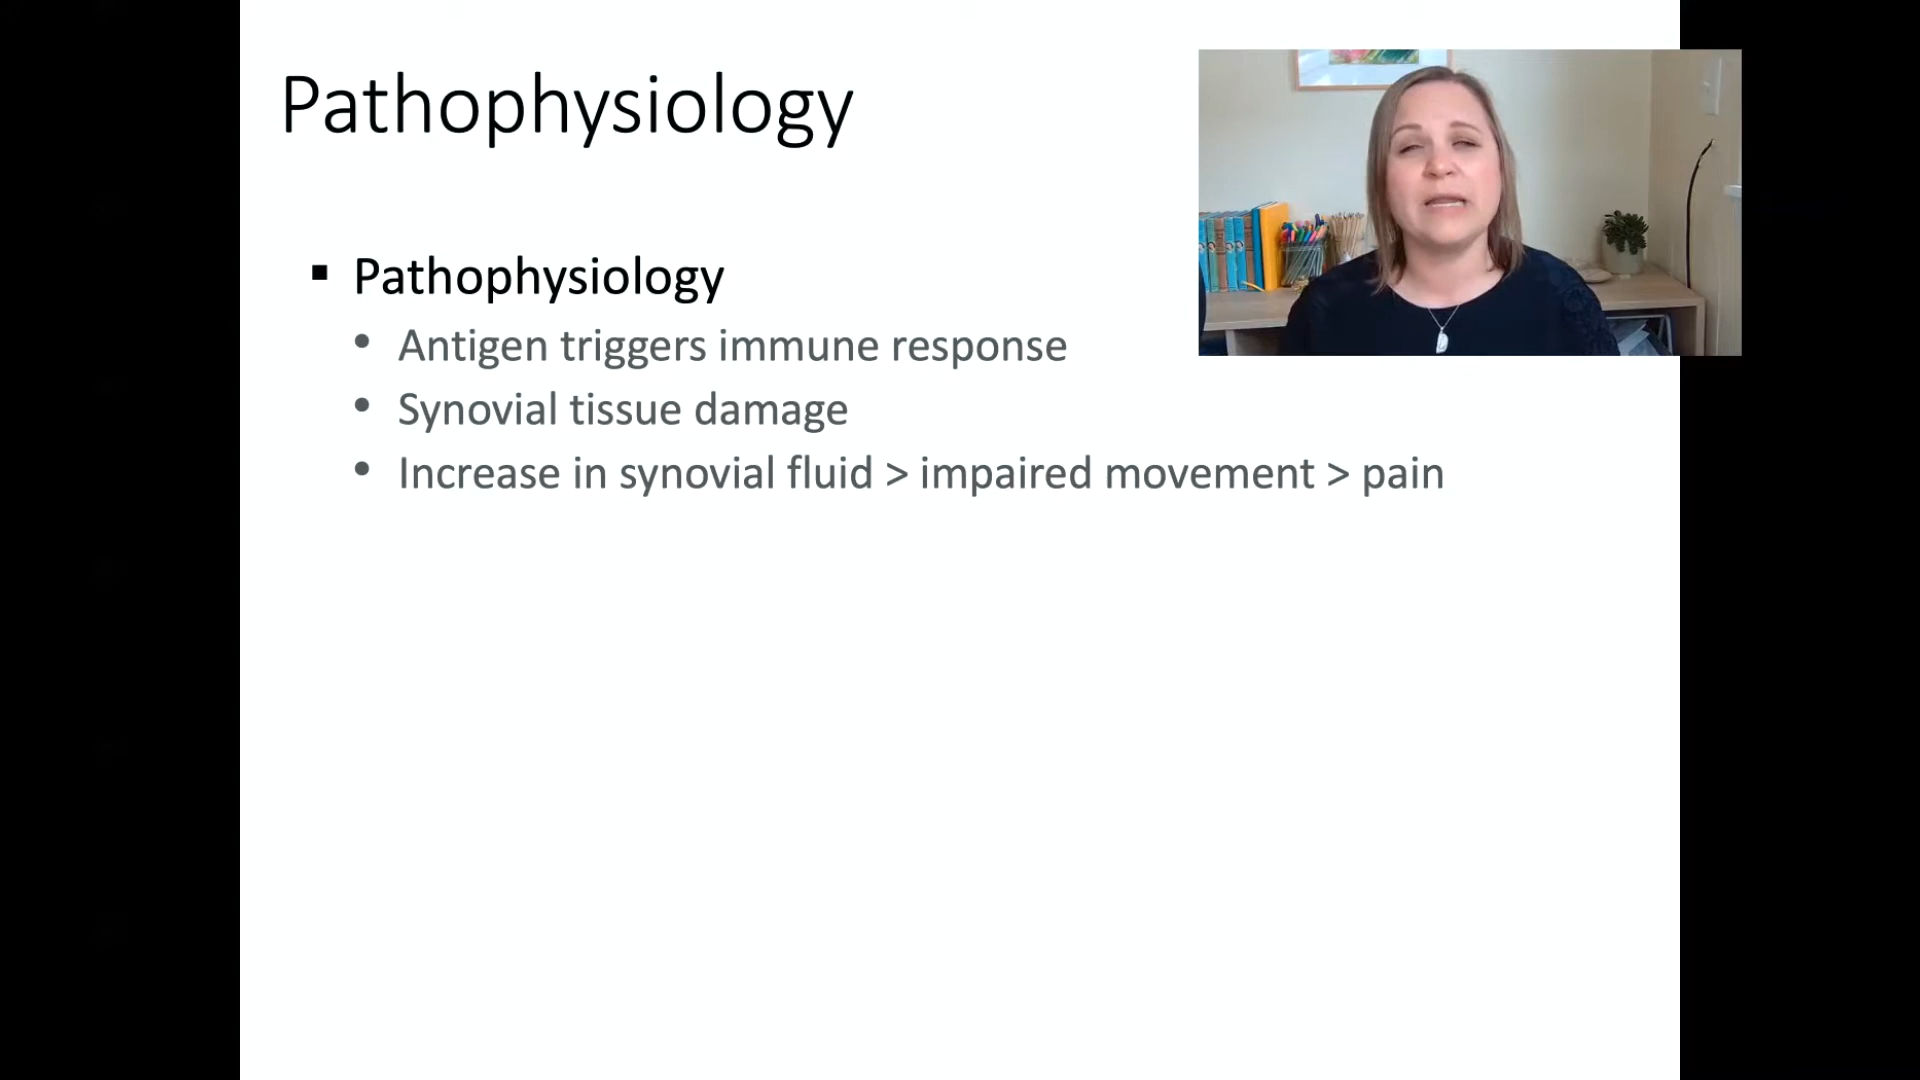 Pathophysiology
▪ Pathophysiology
• Antigen triggers immune response
• Synovial tissue damage
• Increase in synovial fluid > impaired movement > pain